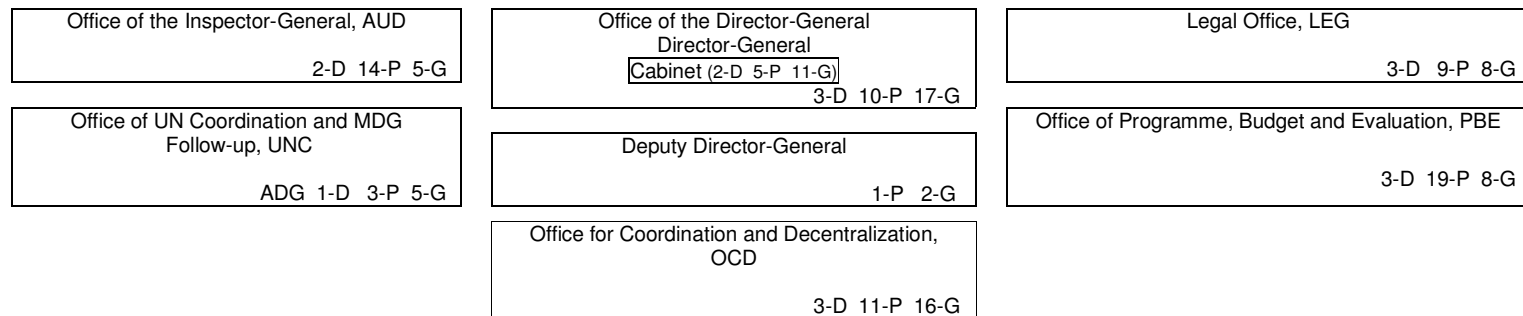 Office of the Inspector-General, AUD
2-D 14-P 5-G
Office of the Director-General
Director-General
Cabinet (2-D 5-P 11-G)
3-D 10-P 17-G
Legal Office, LEG
3-D 9-P 8-G
Office of UN Coordination and MDG
Follow-up, UNC
ADG 1-D 3-P 5-G
Deputy Director-General
1-P 2-G
Office of Programme, Budget and Evaluation, PBE
3-D 19-P 8-G
Office for Coordination and Decentralization,
OCD
3-D 11-P 16-G